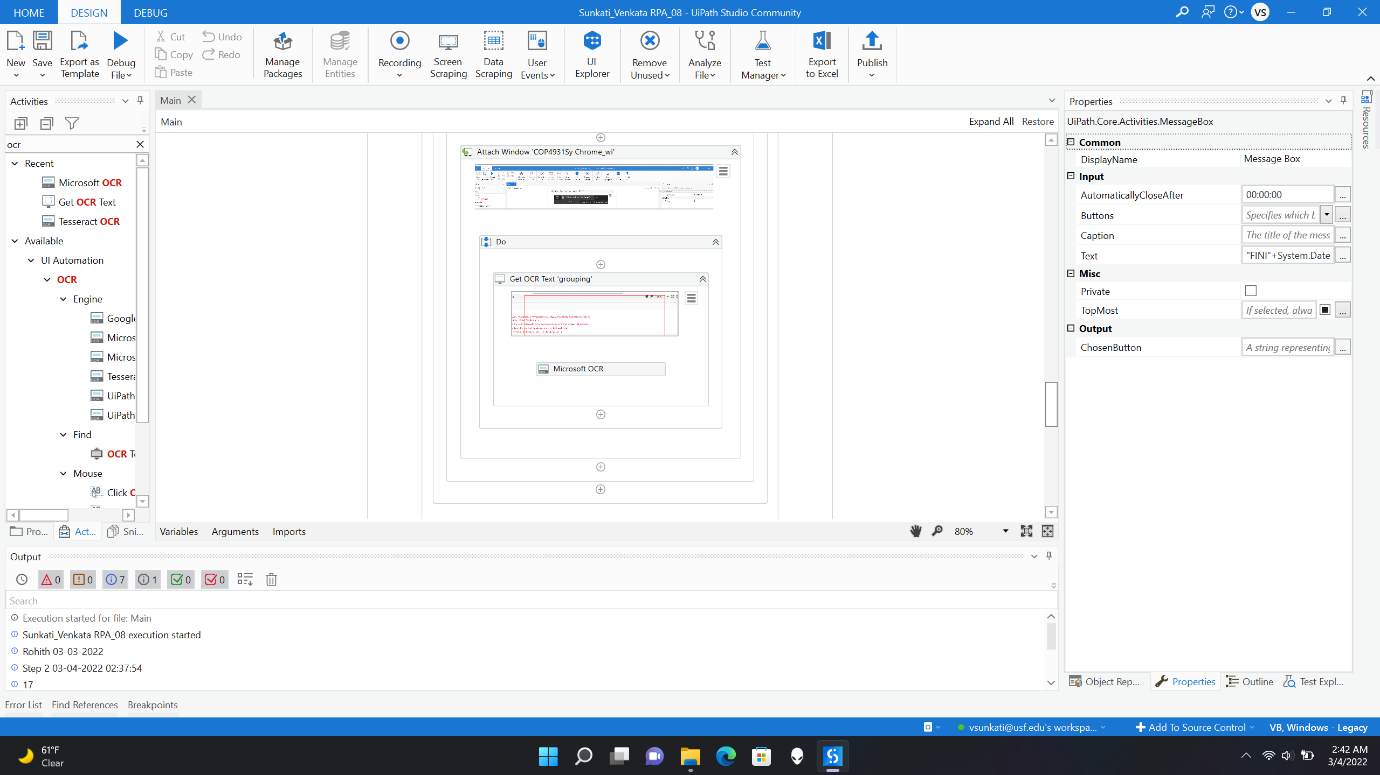 HOME DESIGN DEBUG
Sunkati_Venkata RPA_08 - UiPath Studio Community
VS
New Save Export as Template Debug File
Cut Copy Paste Undo Redo
Manage Packages
Manage Entities
Recording
Screen Scraping
Data Scraping
User Events
UI Explorer
Remove Unused
Analyze File
Test Manager
Export to Excel
Publish
Activities
ocr
Recent
Microsoft OCR
Get OCR Text
Tesseract OCR
Available
UI Automation
OCR
Engine
Google
Micros
Micros
Tessera
UiPath
UiPath
Find
OCR Te
Mouse
Click O
Pro... Act... Sni...
Main
Main
Expand All Restore
Attach Window 'COP4931Sy Chrome_wi'
Do
Get OCR Text 'grouping'
Microsoft OCR
Variables Arguments Imports
80%
Properties
UiPath.Core.Activities.MessageBox
Common
DisplayName Message Box
Input
AutomaticallyCloseAfter 00:00:00 ...
Buttons Specifies which b ...
Caption The title of the mess ...
Text "FINI"+System.Date ...
Misc
Private
TopMost If selected, alwa ...
Output
ChosenButton A string representing ...
Resources
Object Rep... Properties Outline Test Expl...
Output
0 0 7 1 0 0
Search
Execution started for file: Main
Sunkati_Venkata RPA_08 execution started
Rohith 03-03-2022
Step 2 03-04-2022 02:37:54
17
Error List Find References Breakpoints
vsunkati@usf.edu's workspa...
Add To Source Control
VB, Windows - Legacy
61°F
Clear
2:42 AM
3/4/2022